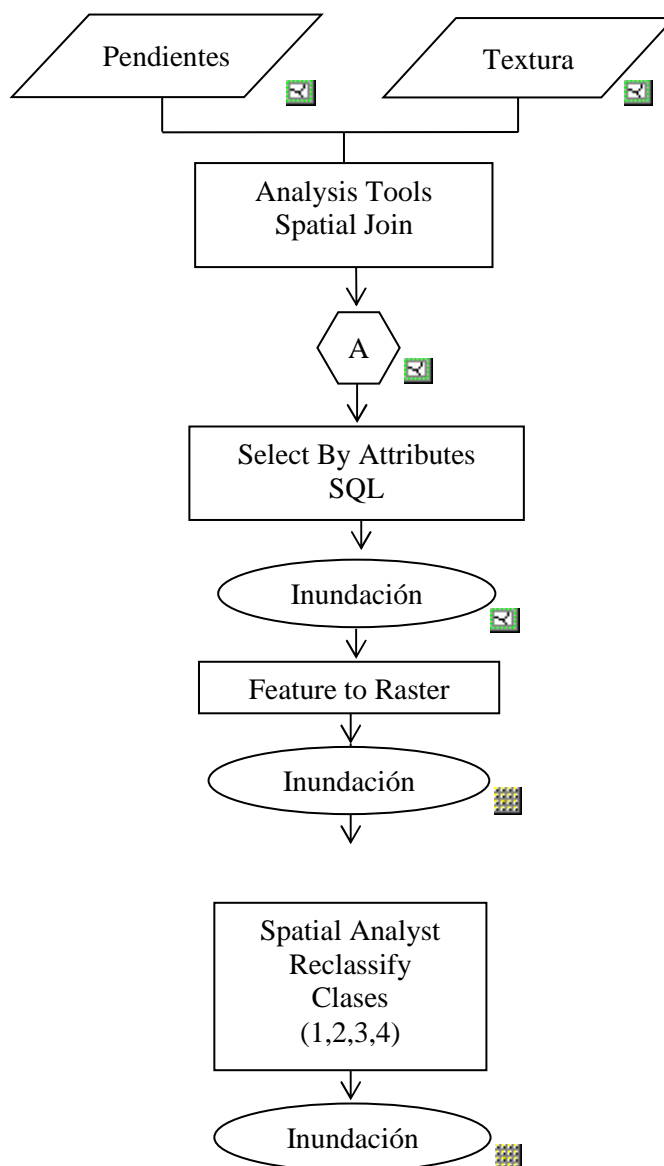 Pendientes
Textura
Analysis Tools
Spatial Join
A
Select By Attributes
SQL
Inundación
Feature to Raster
Inundación
Spatial Analyst
Reclassify
Clases
(1,2,3,4)
Inundación